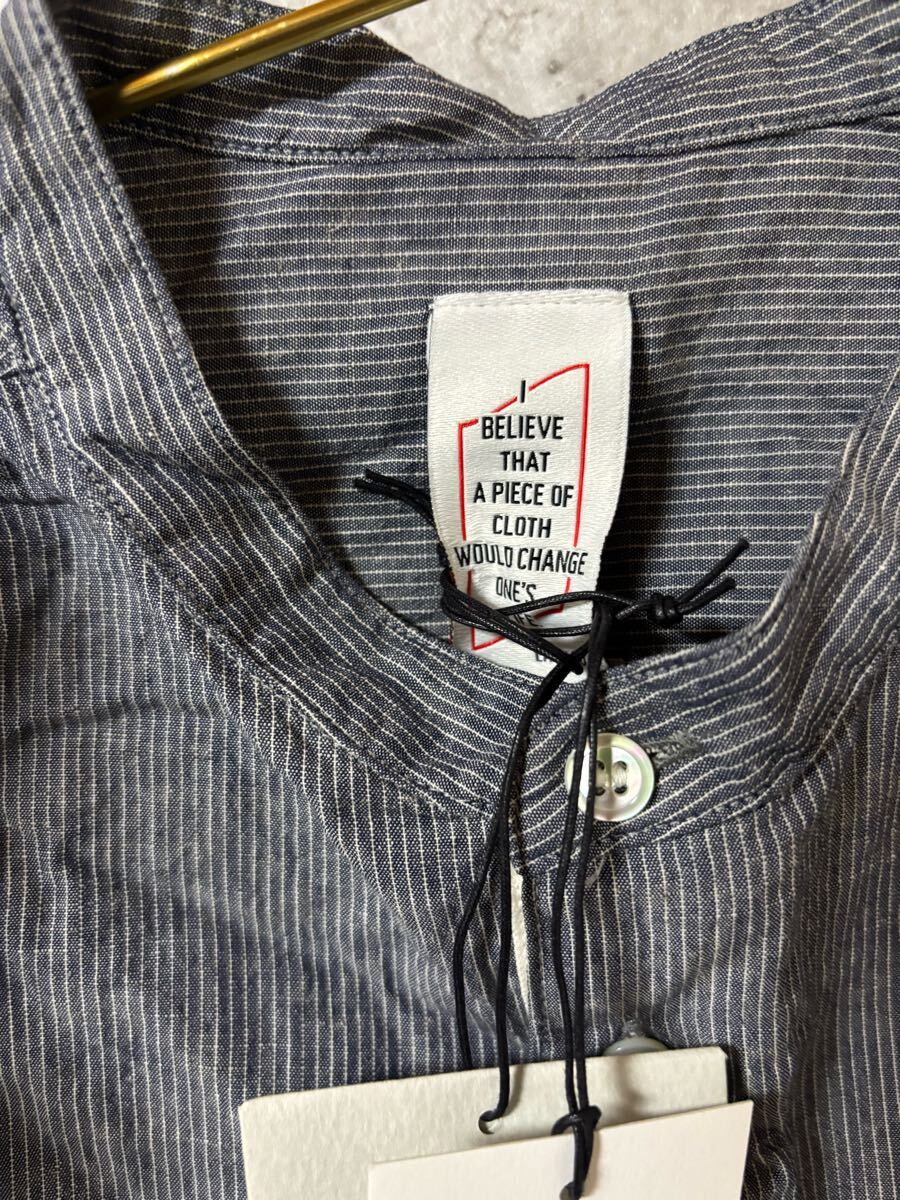 I
BELIEVE
THAT
A PIECE OF
CLOTH
WOULD CHANGE
ONE'S